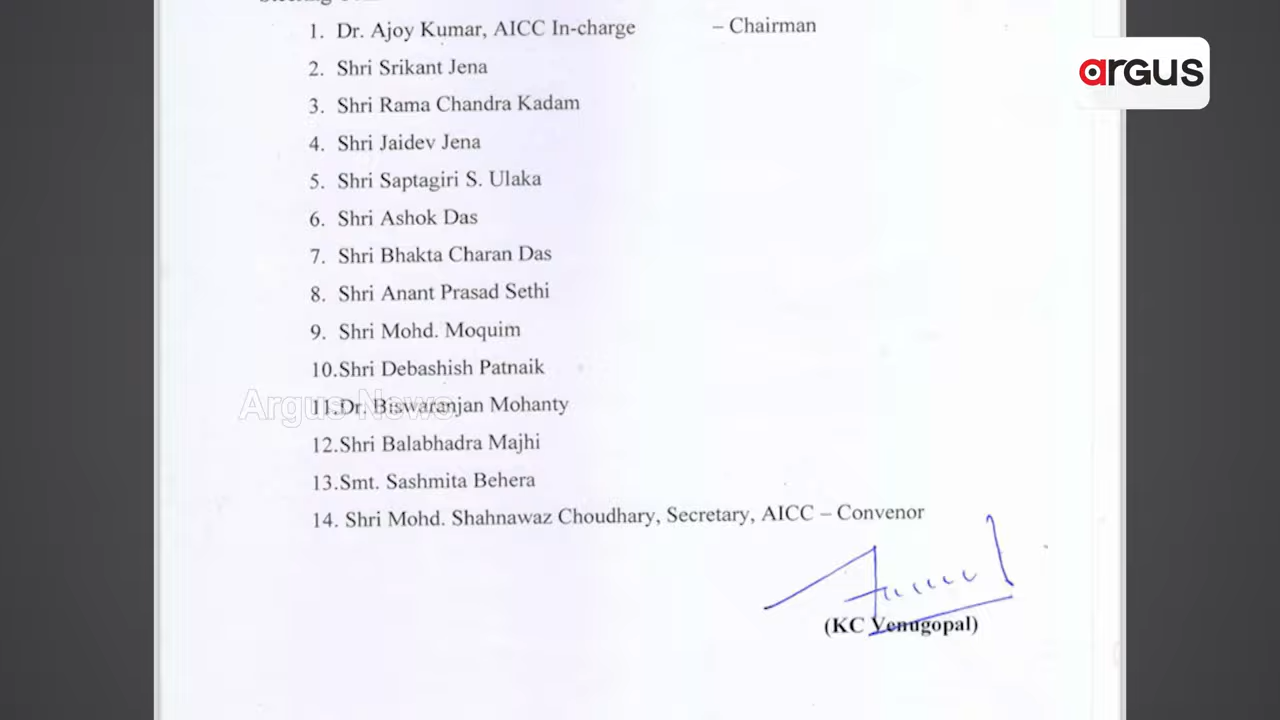 1. Dr. Ajoy Kumar, AICC In-charge – Chairman
2. Shri Srikant Jena
3. Shri Rama Chandra Kadam
4. Shri Jaidev Jena
5. Shri Saptagiri S. Ulaka
6. Shri Ashok Das
7. Shri Bhakta Charan Das
8. Shri Anant Prasad Sethi
9. Shri Mohd. Moquim
10.Shri Debashish Patnaik
11.Dr. Biswaranjan Mohanty
12.Shri Balabhadra Majhi
13.Smt. Sashmita Behera
14. Shri Mohd. Shahnawaz Choudhary, Secretary, AICC – Convenor
(KC Venugopal)
argus
Argus News